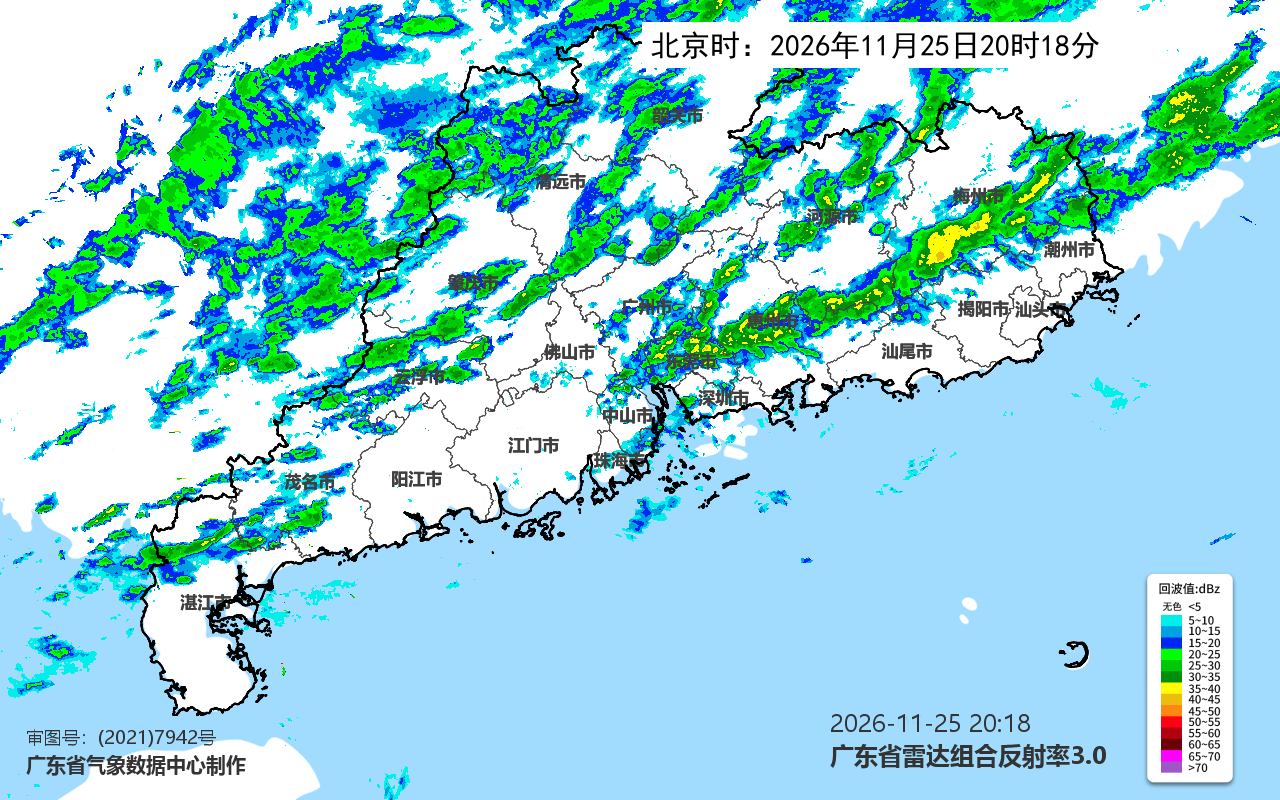 北京时：2026年11月25日20时18分
韶关市
清远市
梅州市
河源市
潮州市
肇庆市
广州市
惠州市
揭阳市
汕头市
佛山市
东莞市
汕尾市
云浮市
深圳市
中山市
江门市
珠海市
茂名市
阳江市
湛江市
回波值:dBz
无色 <5
5~10
10~15
15~20
20~25
25~30
30~35
35~40
40~45
45~50
50~55
55~60
60~65
65~70
>70
2026-11-25 20:18
广东省雷达组合反射率3.0
审图号：(2021)7942号
广东省气象数据中心制作